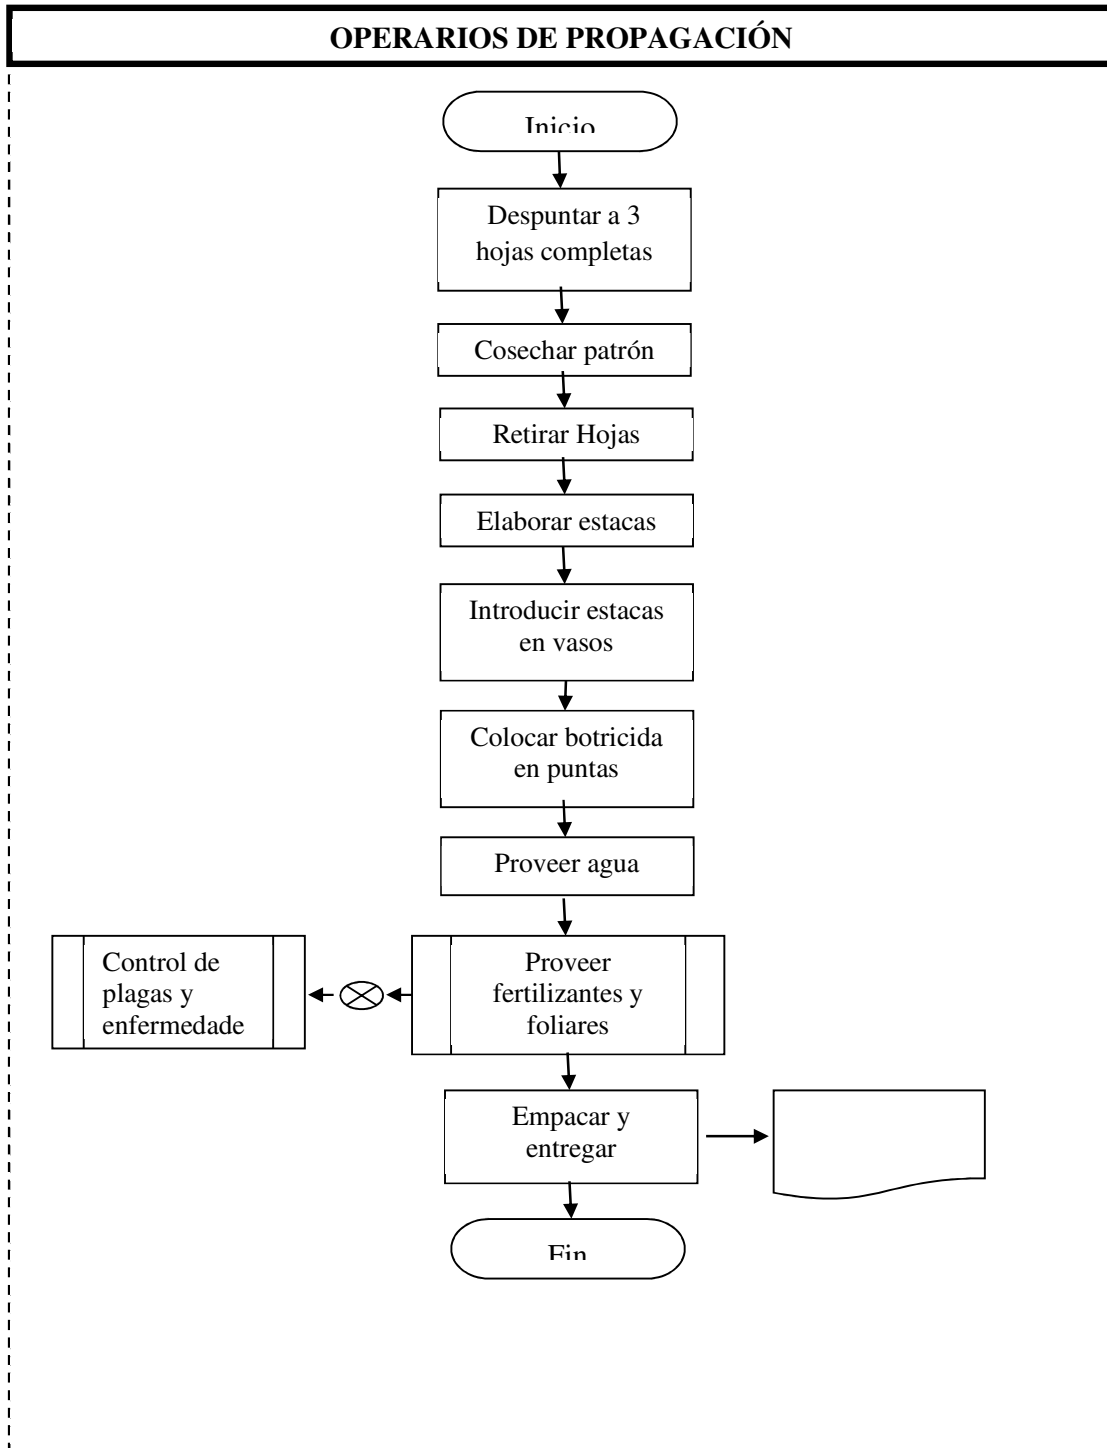 OPERARIOS DE PROPAGACIÓN
Inicio
Despuntar a 3
hojas completas
Cosechar patrón
Retirar Hojas
Elaborar estacas
Introducir estacas
en vasos
Colocar botricida
en puntas
Proveer agua
Control de
plagas y
enfermedade
Proveer
fertilizantes y
foliares
Empacar y
entregar
Fin